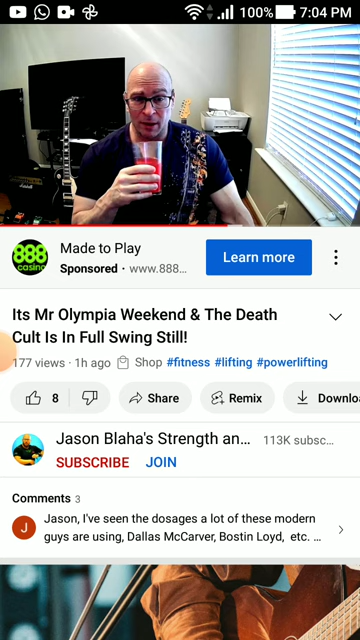 100% 7:04 PM
888
casino
Made to Play
Sponsored · www.888...
Learn more
Its Mr Olympia Weekend & The Death
Cult Is In Full Swing Still!
177 views · 1h ago Shop #fitness #lifting #powerlifting
8 Share Remix Downlo
Jason Blaha's Strength an... 113K subsc...
SUBSCRIBE JOIN
Comments 3
J
Jason, I've seen the dosages a lot of these modern
guys are using, Dallas McCarver, Bostin Loyd, etc. ...